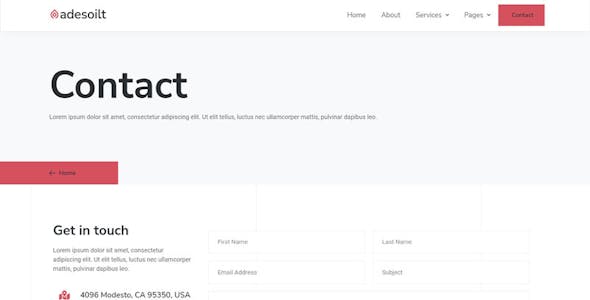 adesoilt
Home About Services Pages Contact
Contact
Lorem ipsum dolor sit amet, consectetur adipiscing elit. Ut elit tellus, luctus nec ullamcorper mattis, pulvinar dapibus leo.
← Home
Get in touch
Lorem ipsum dolor sit amet, consectetur
adipiscing elit. Ut elit tellus, luctus nec
ullamcorper mattis, pulvinar dapibus leo.
4096 Modesto, CA 95350, USA
First Name Last Name
Email Address Subject